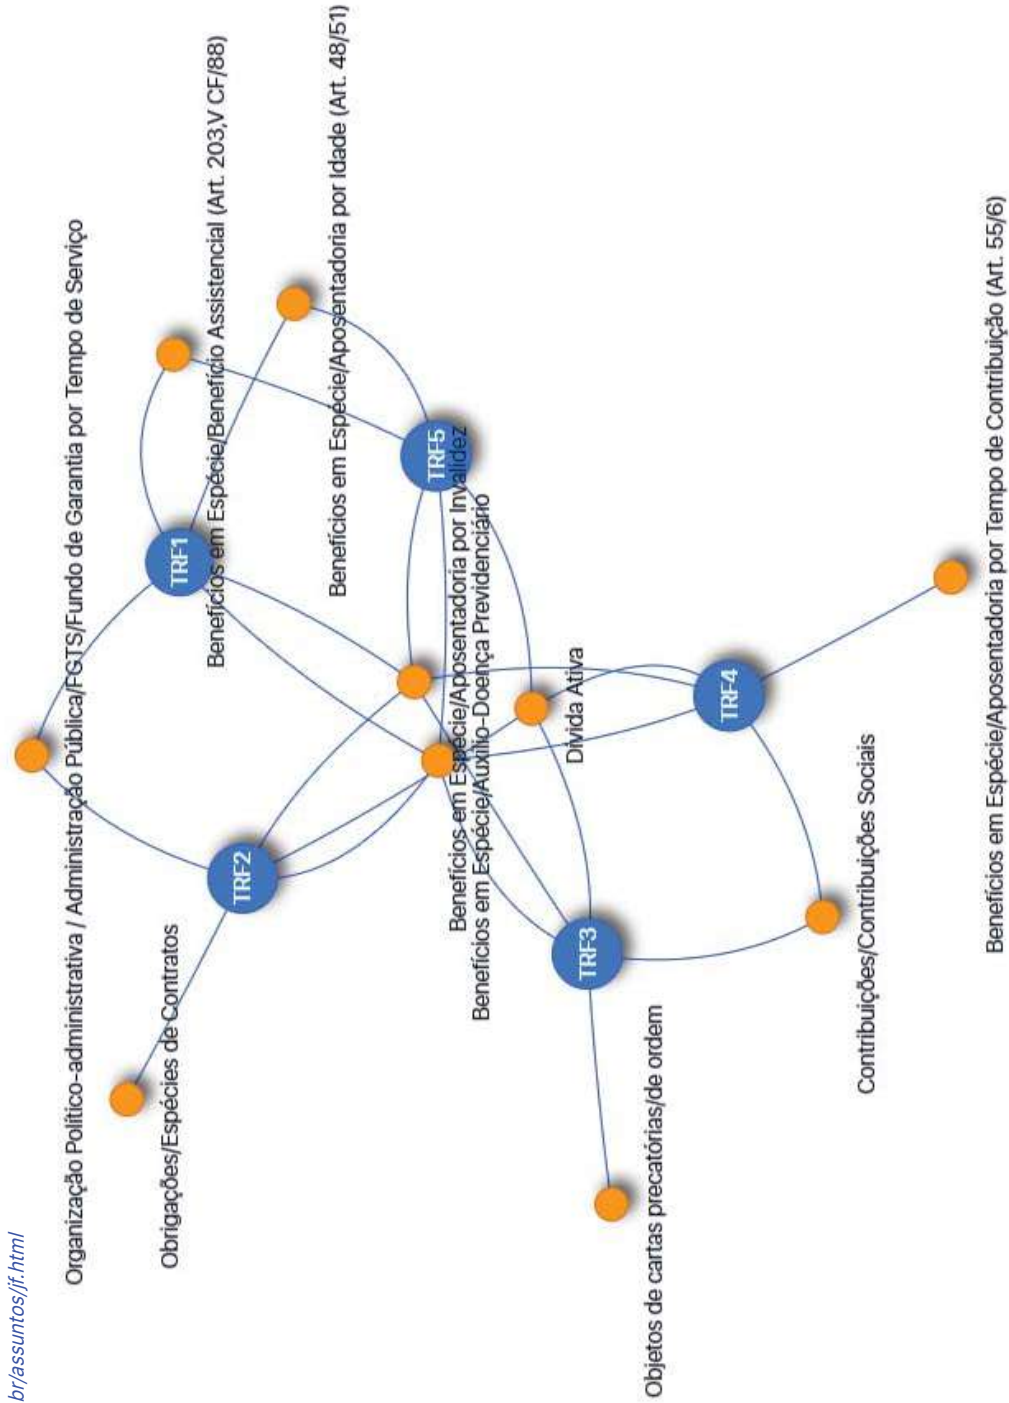 br/assuntos/jf.html
Organização Político-administrativa / Administração Pública/FGTS/Fundo de Garantia por Tempo de Serviço
Obrigações/Espécies de Contratos
TRF1
Benefícios em Espécie/Benefício Assistencial (Art. 203,V CF/88)
TRF2
Benefícios em Espécie/Aposentadoria por Idade (Art. 48/51)
TRF5
Benefícios em Espécie/Aposentadoria por Invalidez
Benefícios em Espécie/Auxílio-Doença Previdenciário
Dívida Ativa
TRF3
Objetos de cartas precatórias/de ordem
TRF4
Contribuições/Contribuições Sociais
Benefícios em Espécie/Aposentadoria por Tempo de Contribuição (Art. 55/6)